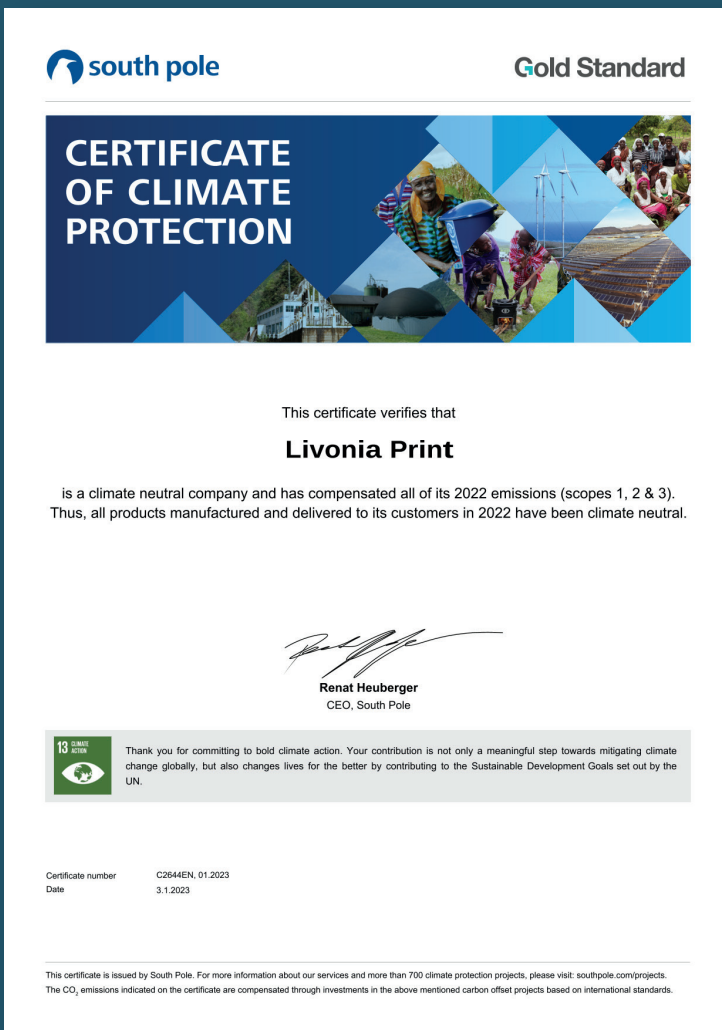 south pole
Gold Standard
CERTIFICATE
OF CLIMATE
PROTECTION
This certificate verifies that
Livonia Print
is a climate neutral company and has compensated all of its 2022 emissions (scopes 1, 2 & 3).
Thus, all products manufactured and delivered to its customers in 2022 have been climate neutral.
Renat Heuberger
CEO, South Pole
13 CLIMATE
ACTION
Thank you for committing to bold climate action. Your contribution is not only a meaningful step towards mitigating climate
change globally, but also changes lives for the better by contributing to the Sustainable Development Goals set out by the
UN.
Certificate number C2644EN, 01.2023
Date 3.1.2023
This certificate is issued by South Pole. For more information about our services and more than 700 climate protection projects, please visit: southpole.com/projects.
The CO₂ emissions indicated on the certificate are compensated through investments in the above mentioned carbon offset projects based on international standards.